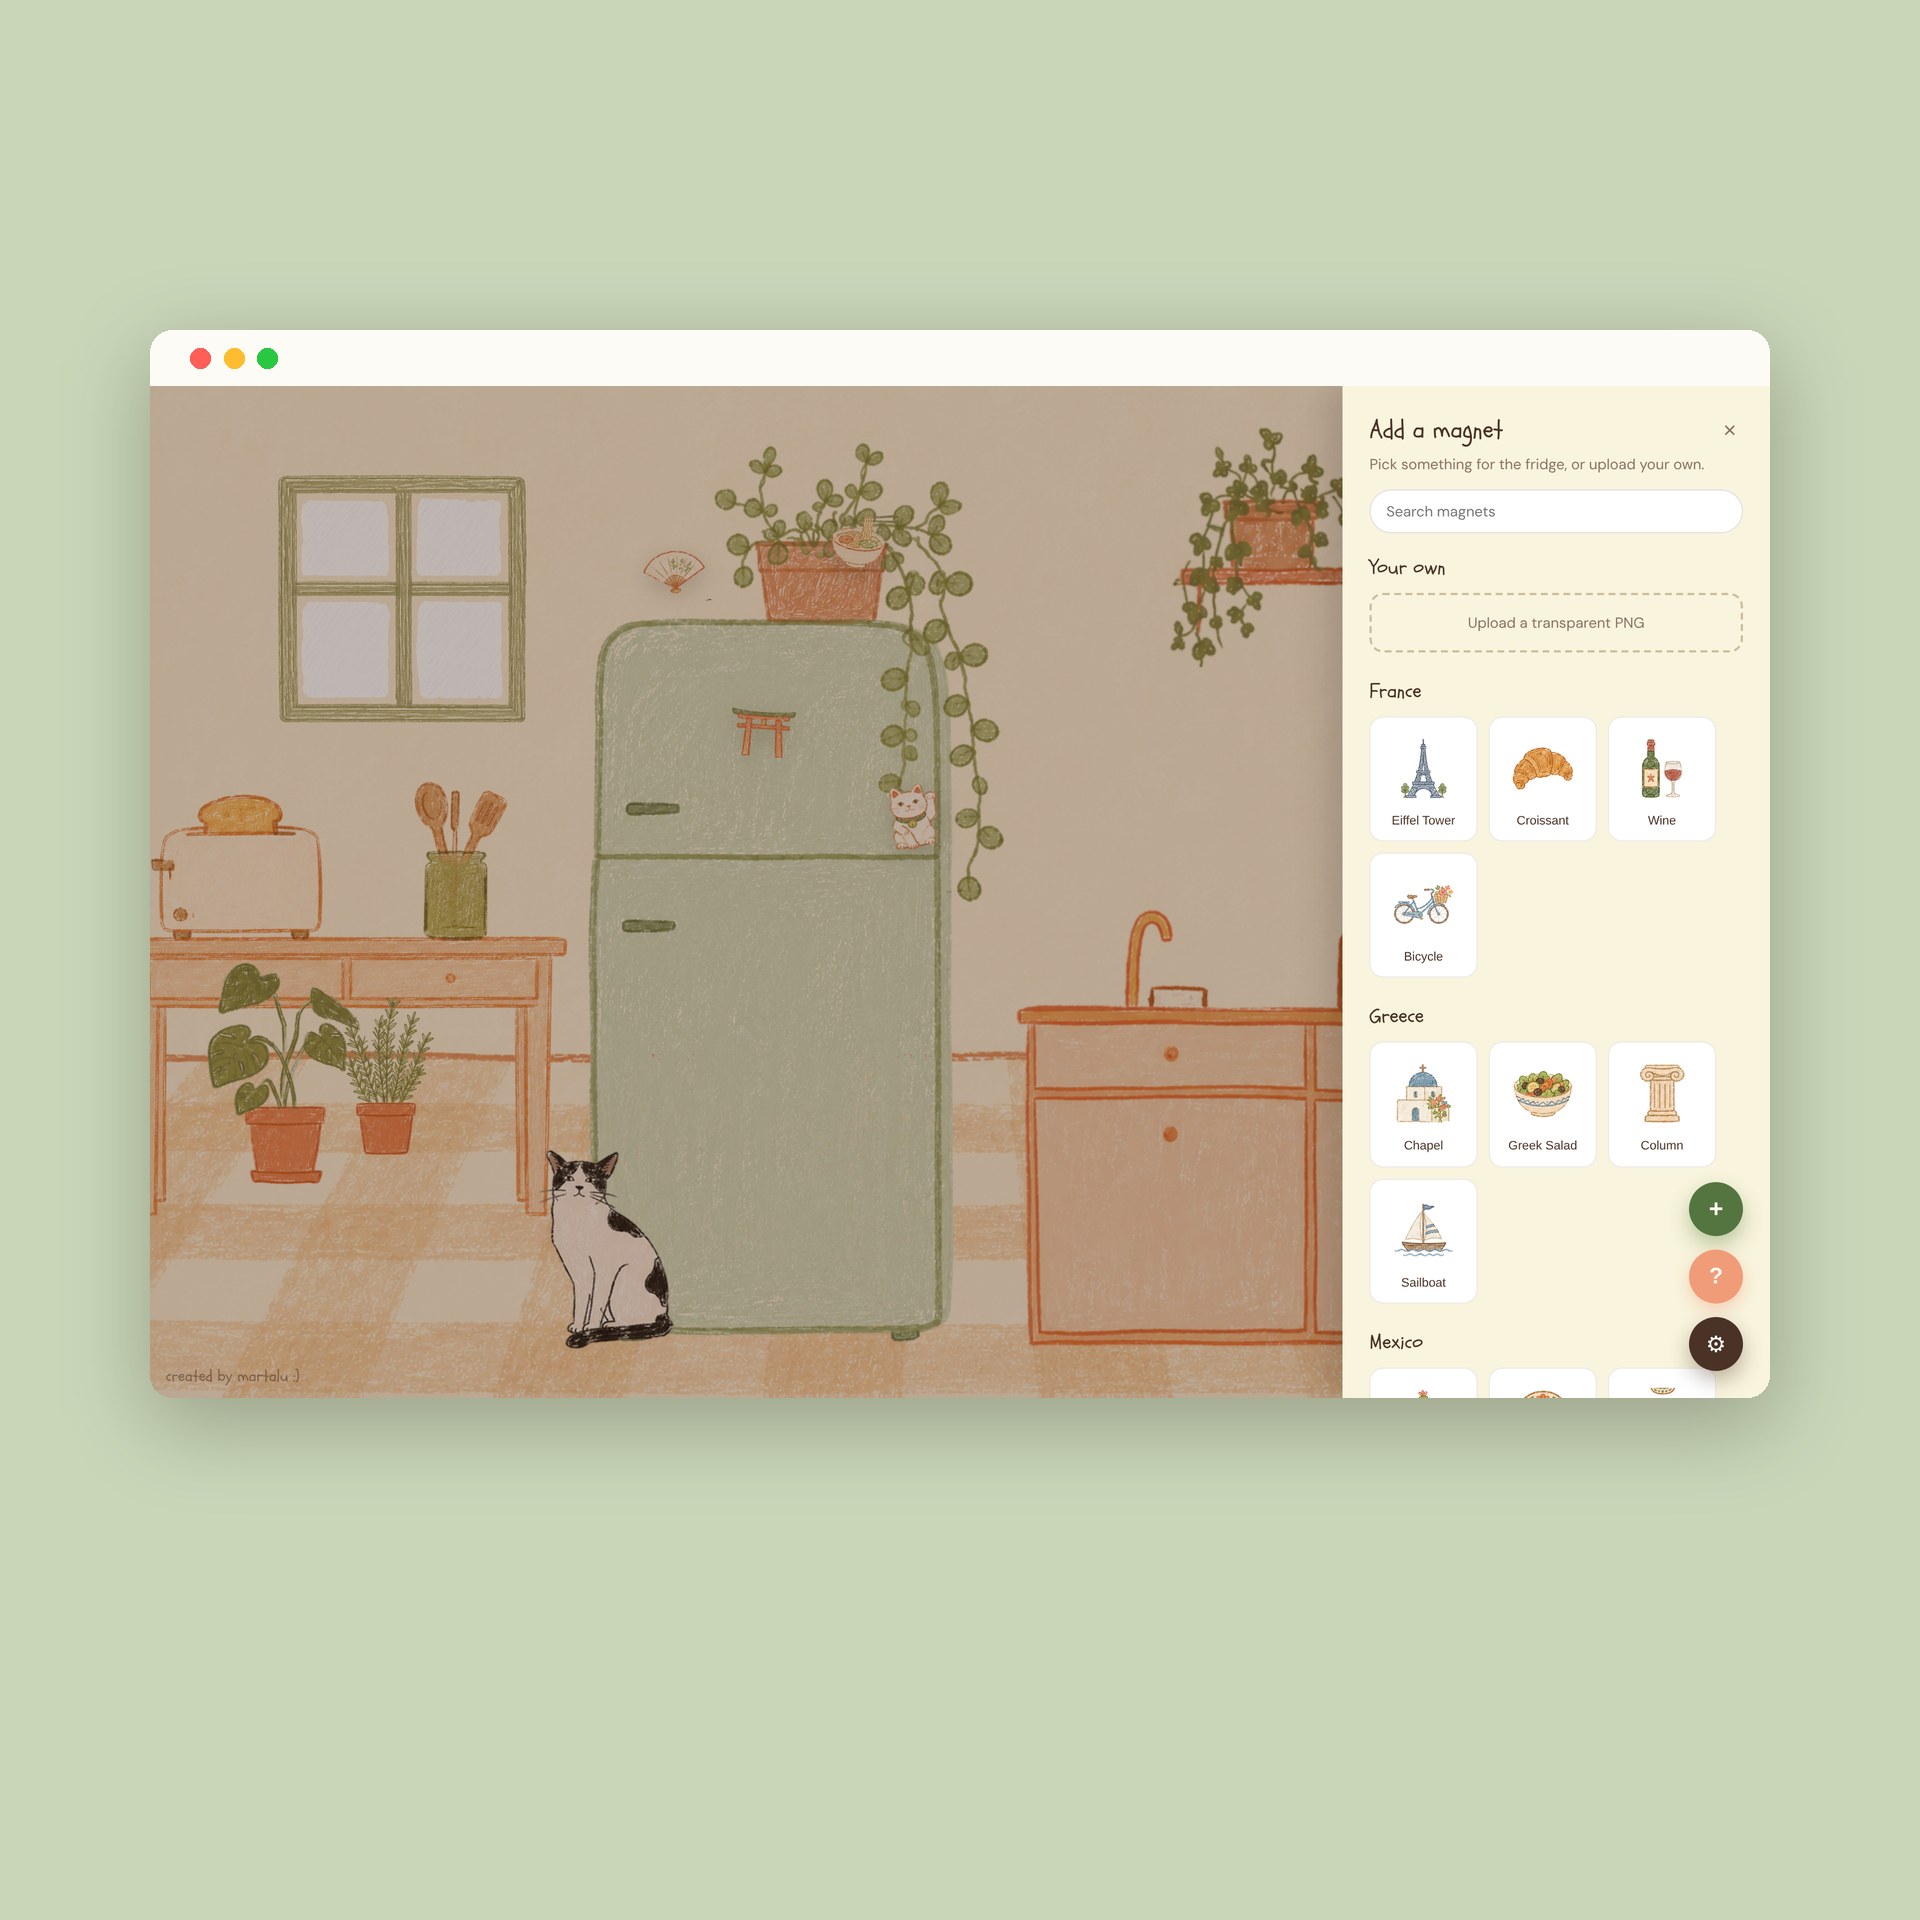 Add a magnet
×
Pick something for the fridge, or upload your own.
Search magnets
Your own
Upload a transparent PNG
France
Eiffel Tower
Croissant
Wine
Bicycle
Greece
Chapel
Greek Salad
Column
Sailboat
+
?
Mexico
created by martalu :)